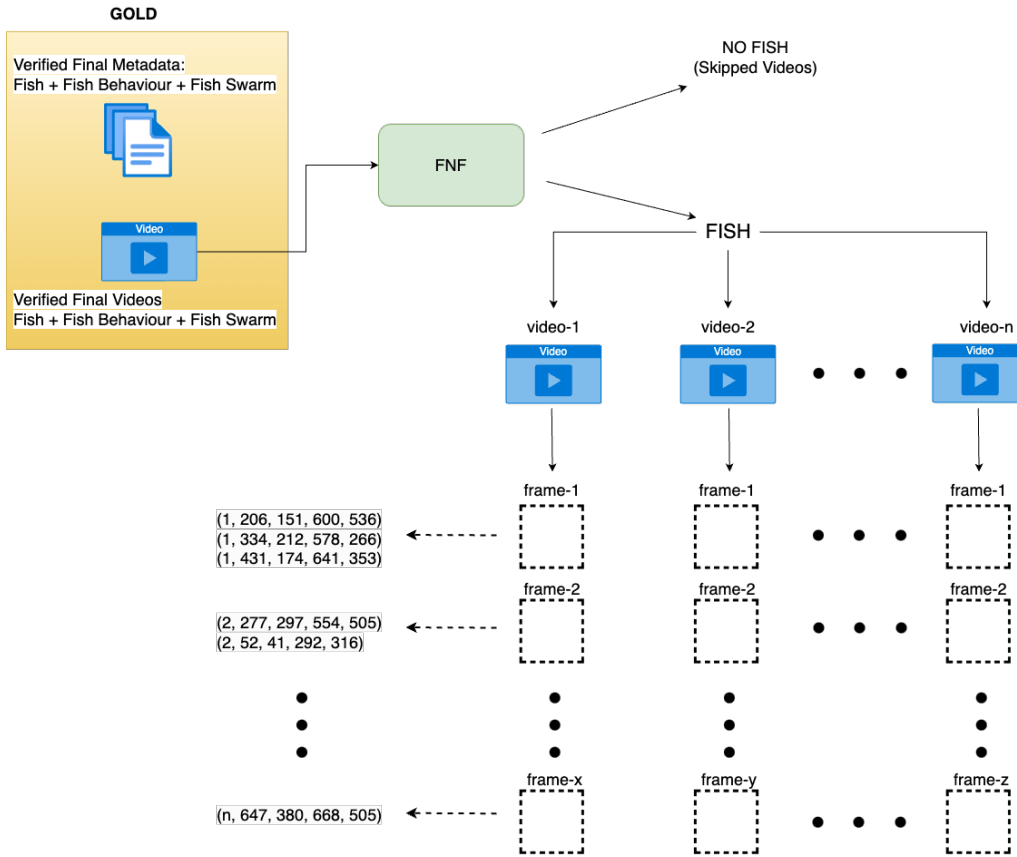 GOLD
Verified Final Metadata:
Fish + Fish Behaviour + Fish Swarm
Video
Verified Final Videos
Fish + Fish Behaviour + Fish Swarm
FNF
NO FISH
(Skipped Videos)
FISH
video-1
video-2
video-n
Video
Video
Video
frame-1
frame-1
frame-1
(1, 206, 151, 600, 536)
(1, 334, 212, 578, 266)
(1, 431, 174, 641, 353)
frame-2
frame-2
frame-2
(2, 277, 297, 554, 505)
(2, 52, 41, 292, 316)
frame-x
frame-y
frame-z
(n, 647, 380, 668, 505)